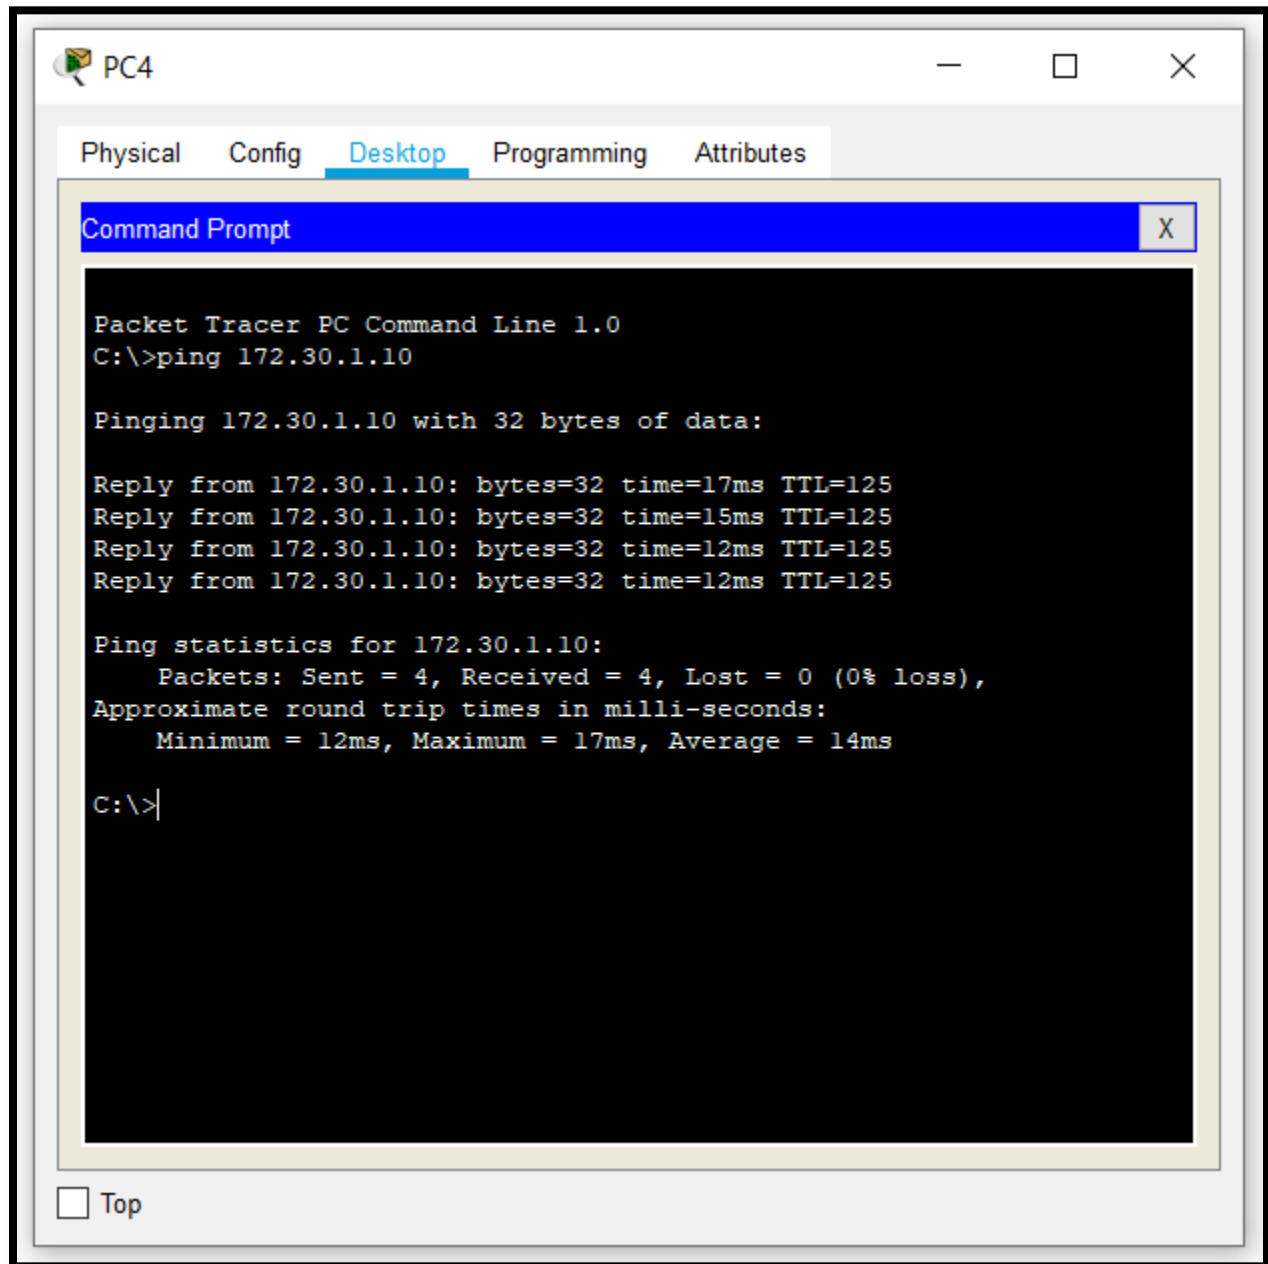 PC4
Physical Config Desktop Programming Attributes
Command Prompt X
Packet Tracer PC Command Line 1.0
C:\>ping 172.30.1.10
Pinging 172.30.1.10 with 32 bytes of data:
Reply from 172.30.1.10: bytes=32 time=17ms TTL=125
Reply from 172.30.1.10: bytes=32 time=15ms TTL=125
Reply from 172.30.1.10: bytes=32 time=12ms TTL=125
Reply from 172.30.1.10: bytes=32 time=12ms TTL=125
Ping statistics for 172.30.1.10:
Packets: Sent = 4, Received = 4, Lost = 0 (0% loss),
Approximate round trip times in milli-seconds:
Minimum = 12ms, Maximum = 17ms, Average = 14ms
C:\>
Top